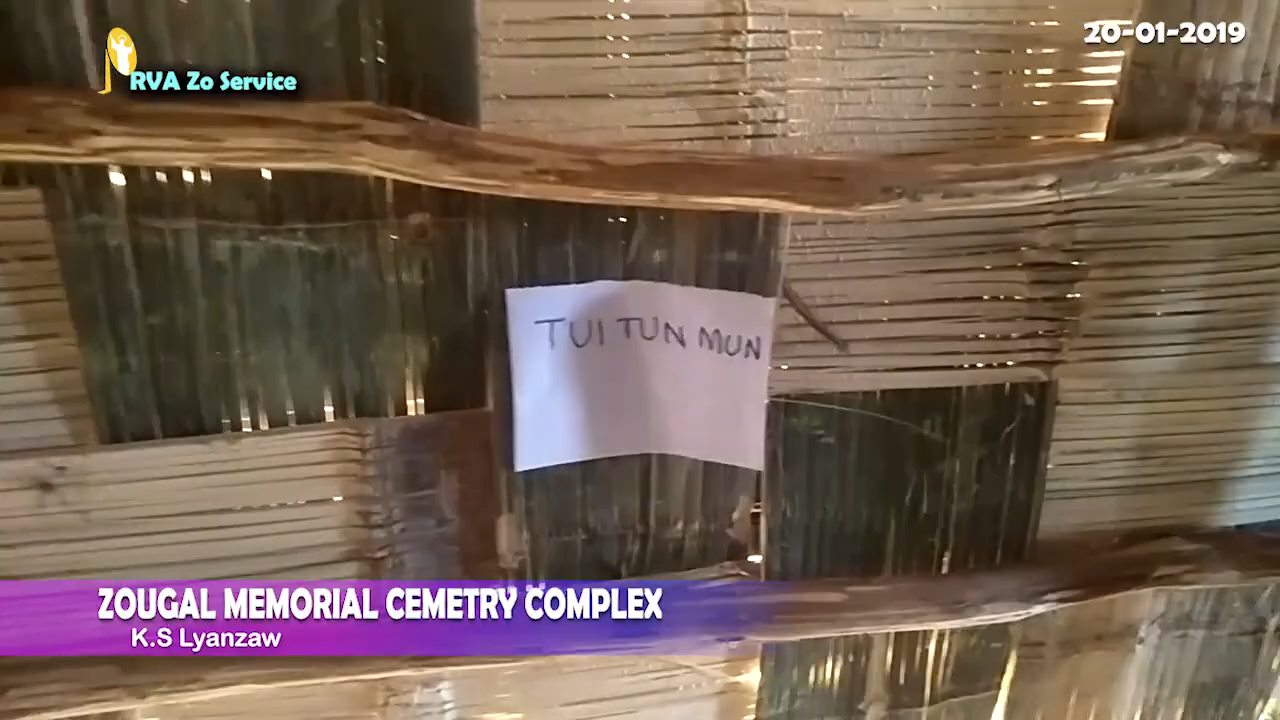 RVA Zo Service
20-01-2019
TUI TUN MUN
ZOUGAL MEMORIAL CEMETRY COMPLEX
K.S Lyanzaw